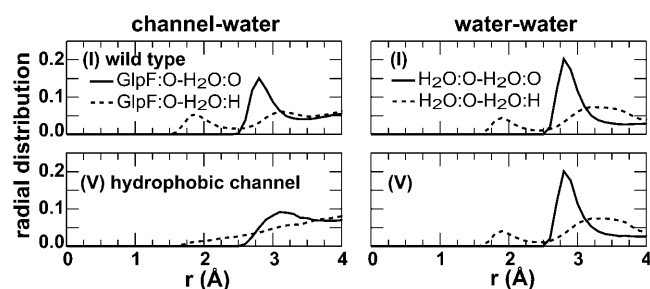 channel-water water-water
radial distribution
(I) wild type
GlpF:O-H2O:O
GlpF:O-H2O:H
0.2
0.1
0.0
(I)
H2O:O-H2O:O
H2O:O-H2O:H
(V) hydrophobic channel
0.2
0.1
0.0
(V)
0 1 2 3 4 0 1 2 3 4
r (Å) r (Å)